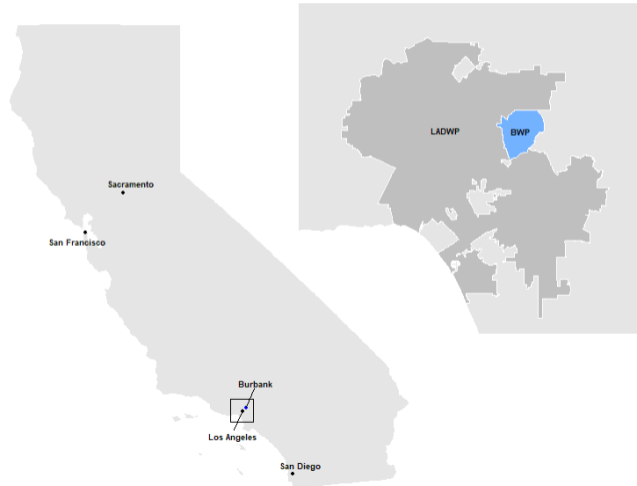 LADWP
BWP
Sacramento
San Francisco
Burbank
Los Angeles
San Diego